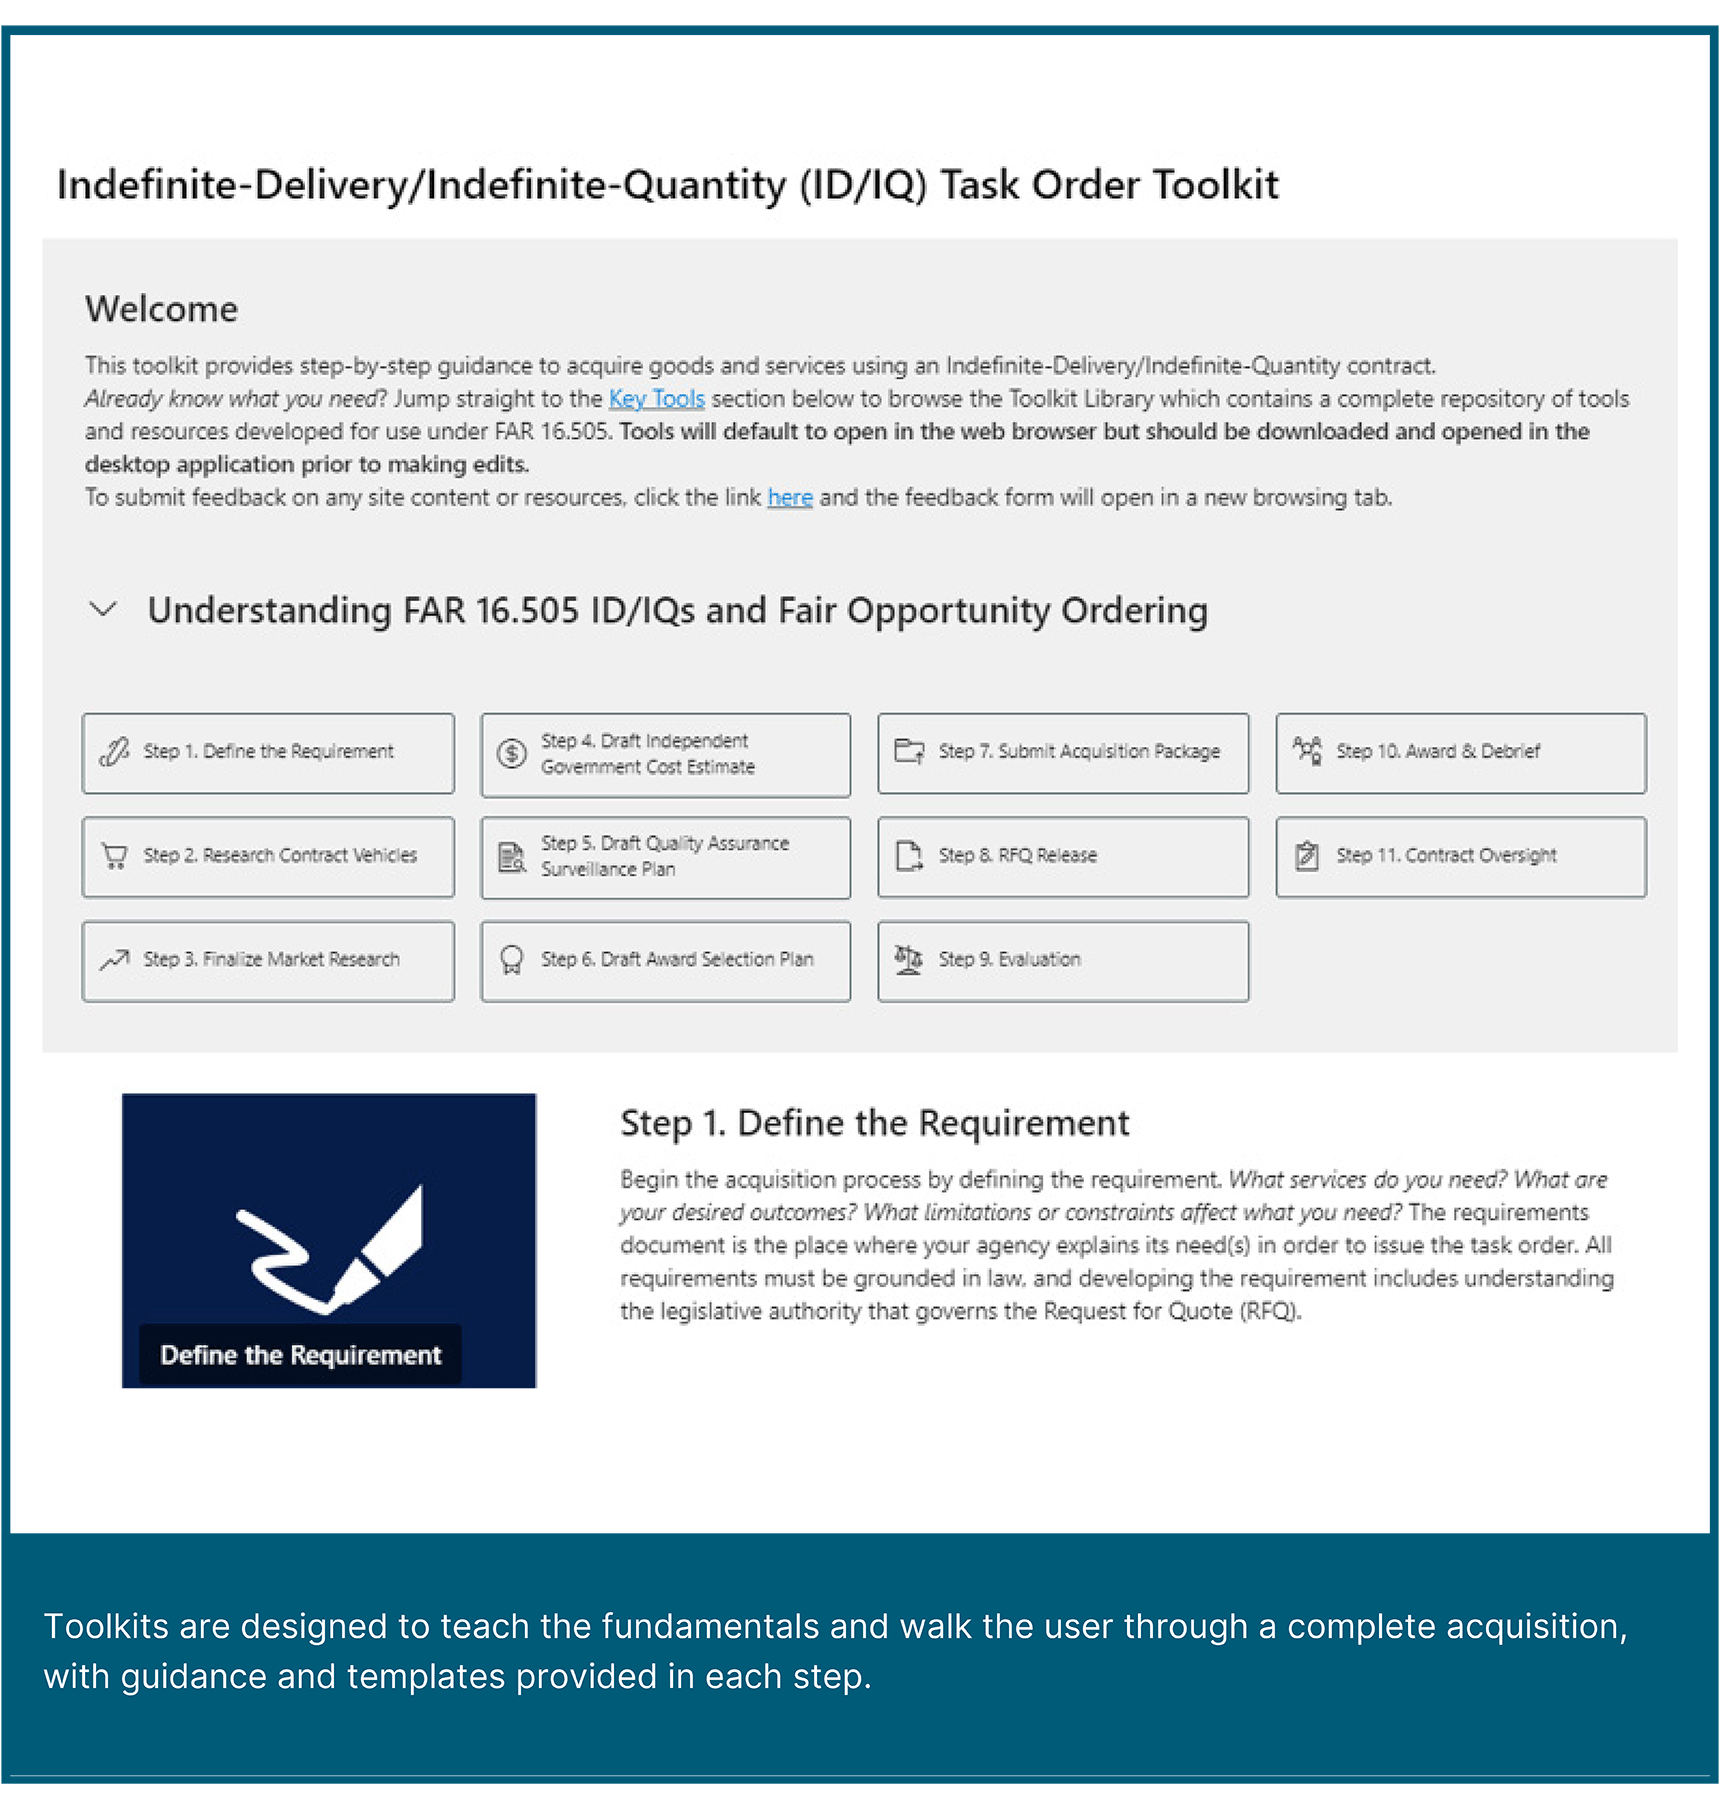 Indefinite-Delivery/Indefinite-Quantity (ID/IQ) Task Order Toolkit
Welcome
This toolkit provides step-by-step guidance to acquire goods and services using an Indefinite-Delivery/Indefinite-Quantity contract.
Already know what you need? Jump straight to the Key Tools section below to browse the Toolkit Library which contains a complete repository of tools
and resources developed for use under FAR 16.505. Tools will default to open in the web browser but should be downloaded and opened in the
desktop application prior to making edits.
To submit feedback on any site content or resources, click the link here and the feedback form will open in a new browsing tab.
Understanding FAR 16.505 ID/IQs and Fair Opportunity Ordering
Step 1. Define the Requirement
Step 2. Research Contract Vehicles
Step 3. Finalize Market Research
Step 4. Draft Independent
Government Cost Estimate
Step 5. Draft Quality Assurance
Surveillance Plan
Step 6. Draft Award Selection Plan
Step 7. Submit Acquisition Package
Step 8. RFQ Release
Step 9. Evaluation
Step 10. Award & Debrief
Step 11. Contract Oversight
Define the Requirement
Step 1. Define the Requirement
Begin the acquisition process by defining the requirement. What services do you need? What are
your desired outcomes? What limitations or constraints affect what you need? The requirements
document is the place where your agency explains its need(s) in order to issue the task order. All
requirements must be grounded in law, and developing the requirement includes understanding
the legislative authority that governs the Request for Quote (RFQ).
Toolkits are designed to teach the fundamentals and walk the user through a complete acquisition,
with guidance and templates provided in each step.